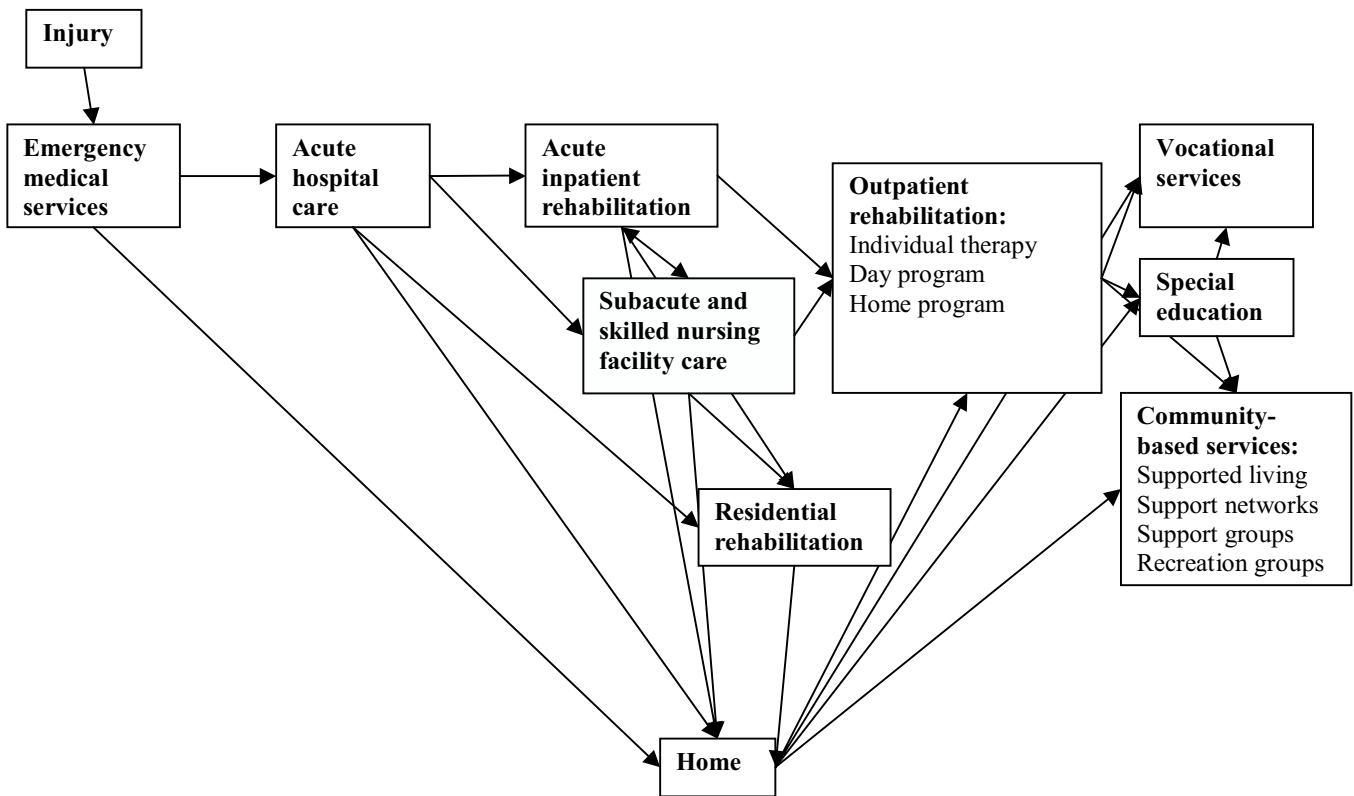 Injury
Emergency
medical
services
Acute
hospital
care
Acute
inpatient
rehabilitation
Subacute and
skilled nursing
facility care
Residential
rehabilitation
Home
Outpatient
rehabilitation:
Individual therapy
Day program
Home program
Vocational
services
Special
education
Community-
based services:
Supported living
Support networks
Support groups
Recreation groups